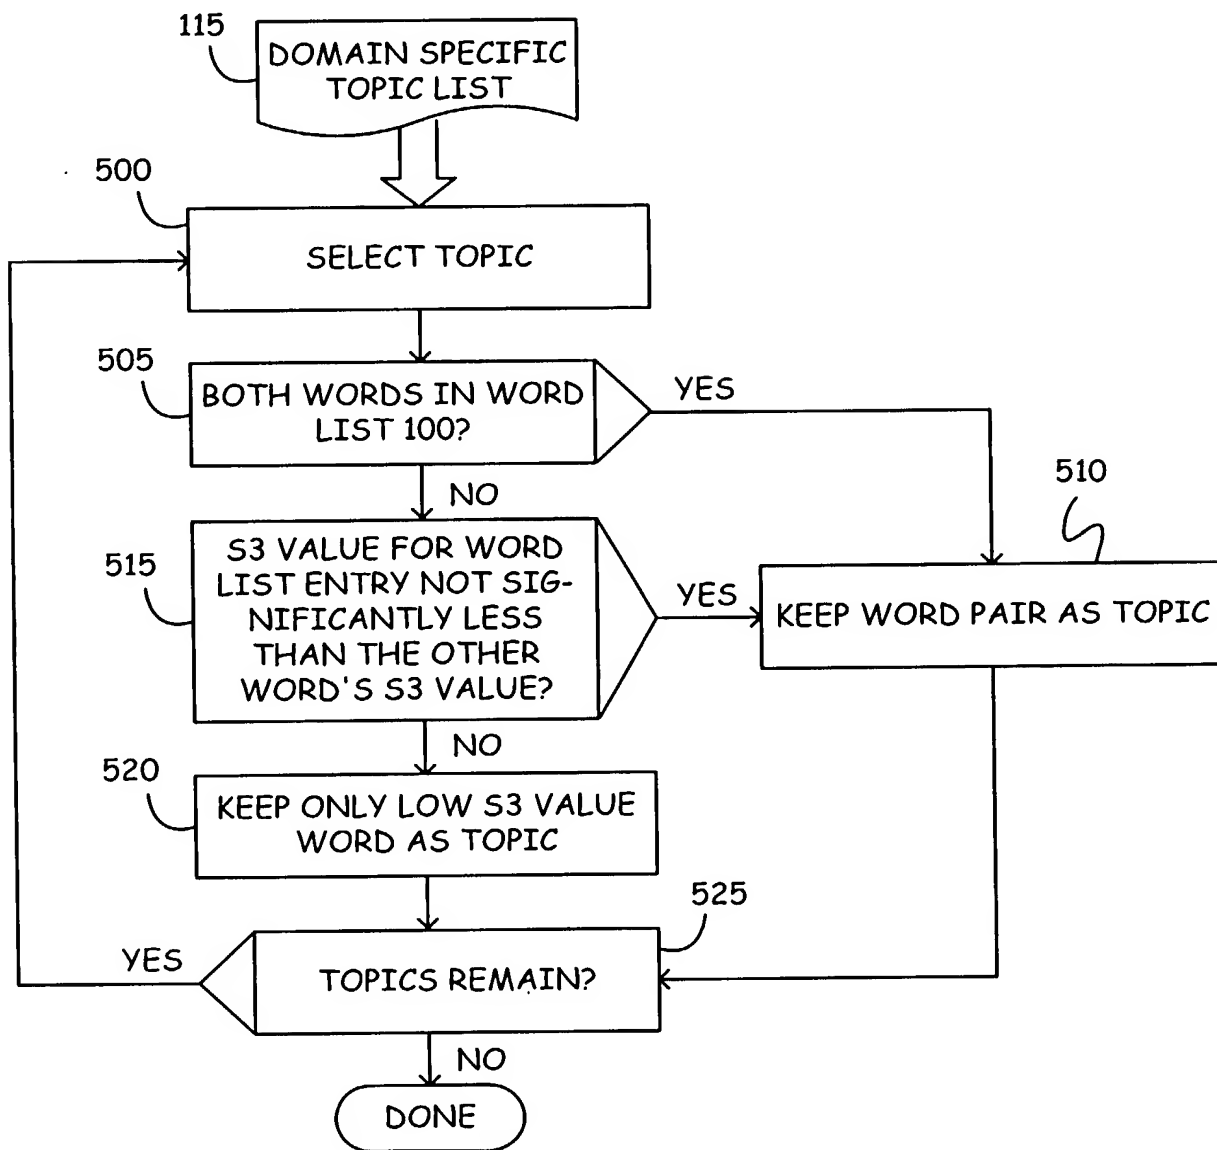 115
DOMAIN SPECIFIC
TOPIC LIST
500
SELECT TOPIC
505
BOTH WORDS IN WORD
LIST 100?
YES
NO
510
515
S3 VALUE FOR WORD
LIST ENTRY NOT SIG-
NIFICANTLY LESS
THAN THE OTHER
WORD'S S3 VALUE?
YES
KEEP WORD PAIR AS TOPIC
NO
520
KEEP ONLY LOW S3 VALUE
WORD AS TOPIC
525
YES
TOPICS REMAIN?
NO
DONE